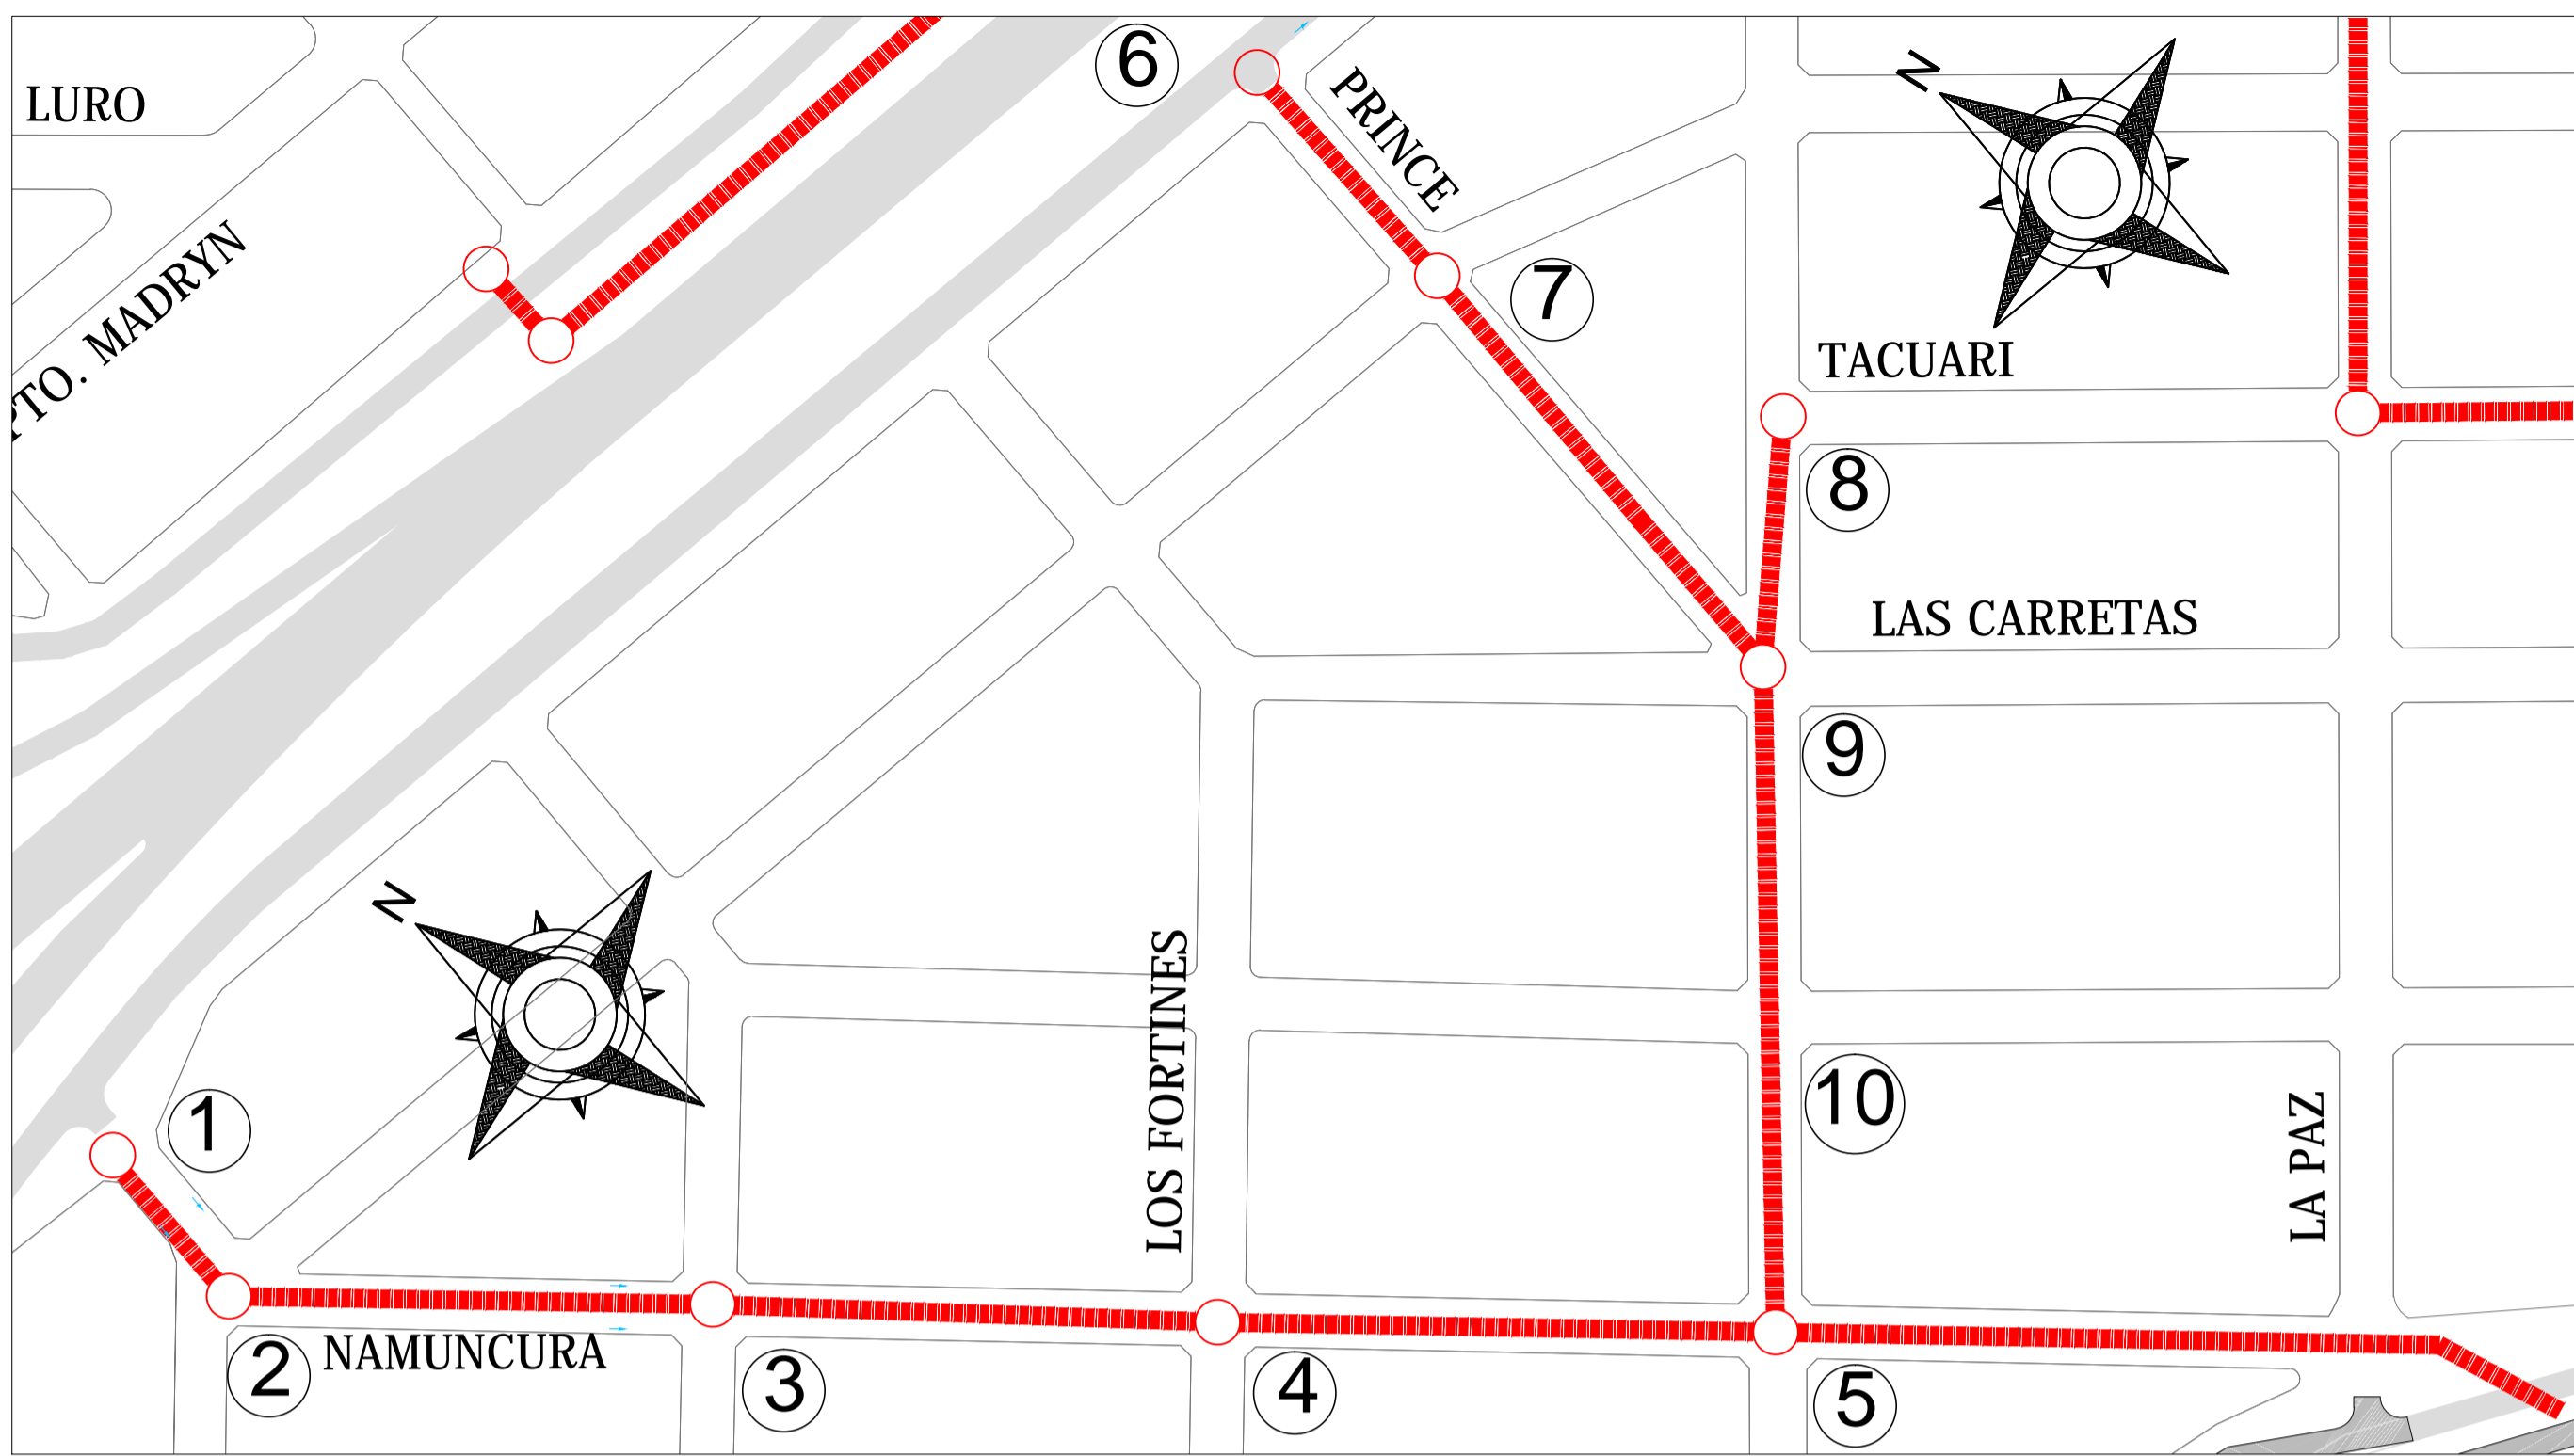 6
N
LURO
PRINCE
PTO. MADRYN
7
TACUARI
8
LAS CARRETAS
9
N
LOS FORTINES
10
1
LA PAZ
NAMUNCURA
2
3
4
5